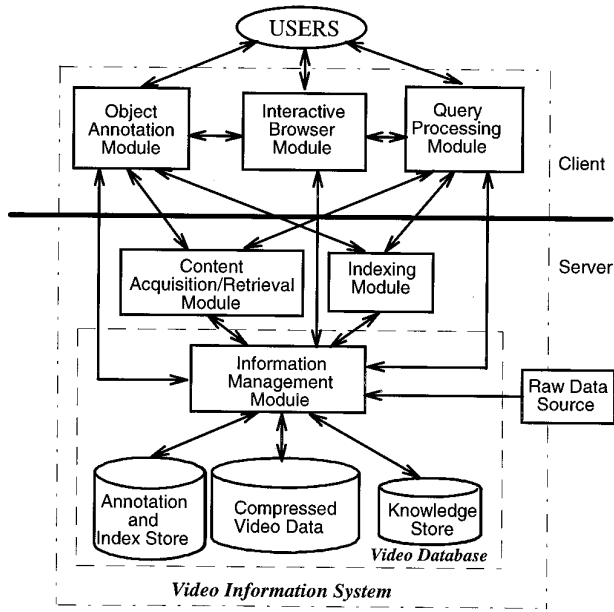 USERS
Object
Annotation
Module
Interactive
Browser
Module
Query
Processing
Module
Client
Server
Content
Acquisition/Retrieval
Module
Indexing
Module
Information
Management
Module
Raw Data
Source
Annotation
and
Index Store
Compressed
Video Data
Knowledge
Store
Video Database
Video Information System